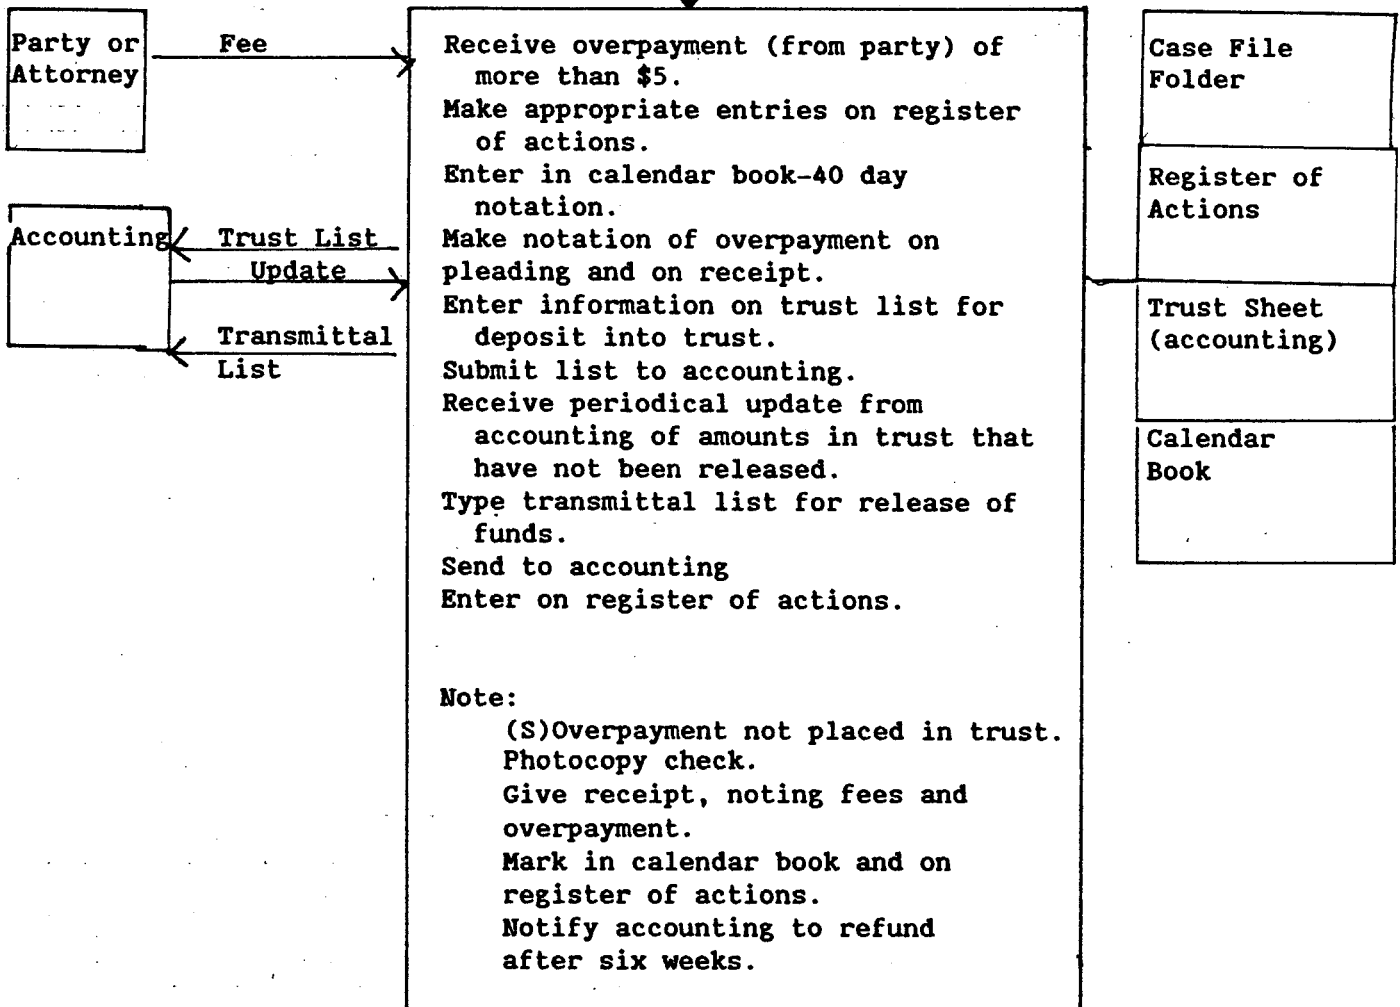 Party or
Attorney
Fee
Accounting
Trust List
Update
Transmittal
List
Receive overpayment (from party) of
more than $5.
Make appropriate entries on register
of actions.
Enter in calendar book-40 day
notation.
Make notation of overpayment on
pleading and on receipt.
Enter information on trust list for
deposit into trust.
Submit list to accounting.
Receive periodical update from
accounting of amounts in trust that
have not been released.
Type transmittal list for release of
funds.
Send to accounting
Enter on register of actions.
Note:
(S)Overpayment not placed in trust.
Photocopy check.
Give receipt, noting fees and
overpayment.
Mark in calendar book and on
register of actions.
Notify accounting to refund
after six weeks.
Case File
Folder
Register of
Actions
Trust Sheet
(accounting)
Calendar
Book